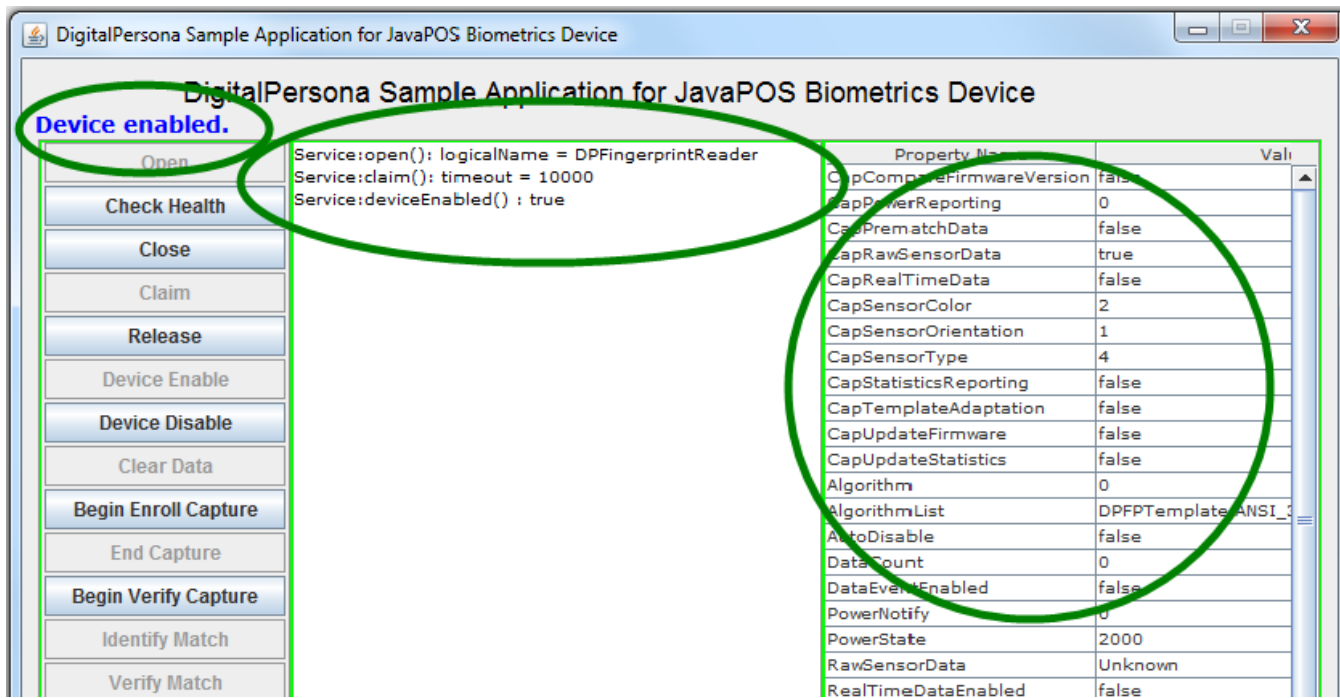 DigitalPersona Sample Application for JavaPOS Biometrics Device
DigitalPersona Sample Application for JavaPOS Biometrics Device
Device enabled.
Open
Check Health
Close
Claim
Release
Device Enable
Device Disable
Clear Data
Begin Enroll Capture
End Capture
Begin Verify Capture
Identify Match
Verify Match
Service:open(): logicalName = DPFingerprintReader
Service:claim(): timeout = 10000
Service:deviceEnabled() : true
Property Name Valu
CapCompareFirmwareVersion false
CapPowerReporting 0
CapPrematchData false
CapRawSensorData true
CapRealTimeData false
CapSensorColor 2
CapSensorOrientation 1
CapSensorType 4
CapStatisticsReporting false
CapTemplateAdaptation false
CapUpdateFirmware false
CapUpdateStatistics false
Algorithm 0
AlgorithmList DPFPTemplate,ANSI_3
AutoDisable false
DataCount 0
DataEventEnabled false
PowerNotify 0
PowerState 2000
RawSensorData Unknown
RealTimeDataEnabled false